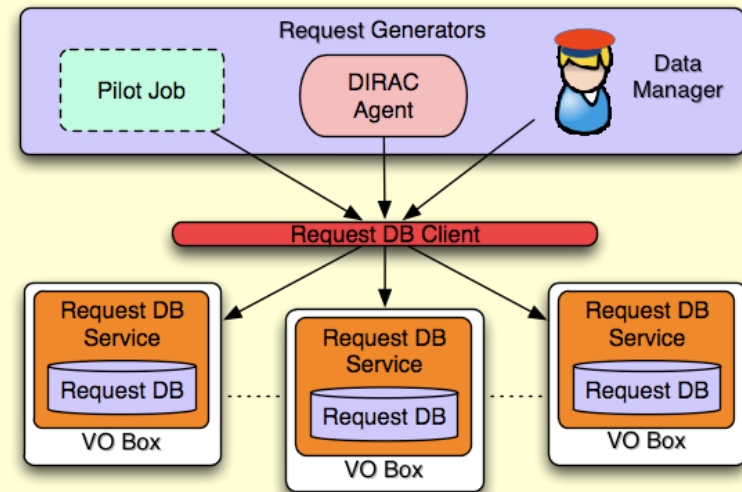 Request Generators
Pilot Job
DIRAC
Agent
Data
Manager
Request DB Client
Request DB
Service
Request DB
VO Box
Request DB
Service
Request DB
VO Box
Request DB
Service
Request DB
VO Box